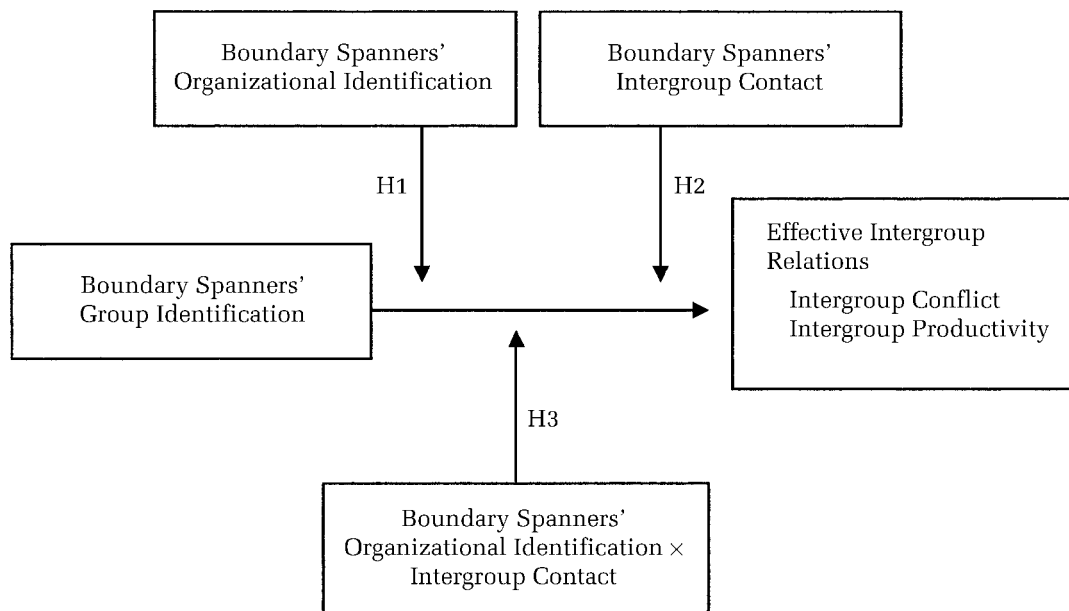 Boundary Spanners’
Organizational Identification
Boundary Spanners’
Intergroup Contact
H1
H2
Boundary Spanners’
Group Identification
Effective Intergroup
Relations
Intergroup Conflict
Intergroup Productivity
H3
Boundary Spanners’
Organizational Identification ×
Intergroup Contact